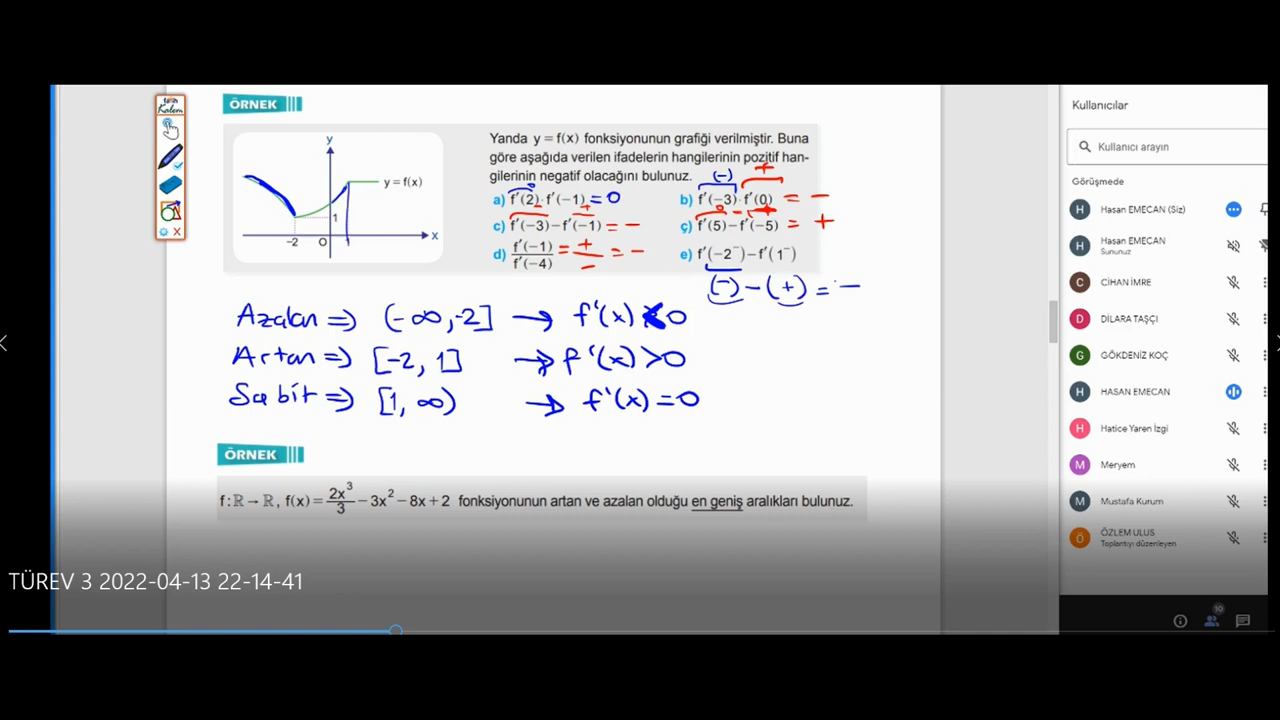 fatih
Kalem
ÖRNEK
y
y = f(x)
1
-2
O
1
x
Yanda y = f(x) fonksiyonunun grafiği verilmiştir. Buna
göre aşağıda verilen ifadelerin hangilerinin pozitif han-
gilerinin negatif olacağını bulunuz.
(-) +
a) f'(2)·f'(-1) = 0
b) f'(-3)·f'(0) = -
- + 0 - +
c) f'(-3) - f'(-1) = -
ç) f'(5) - f'(-5) = +
d) f'(-1)/f'(-4) = +/- = -
e) f'(-2⁻) - f'(1⁻)
(-) - (+) = -
Azalan ⇒ (-∞, -2] → f'(x) < 0
Artan ⇒ [-2, 1] → f'(x) > 0
Sabit ⇒ [1, ∞) → f'(x) = 0
ÖRNEK
f : ℝ → ℝ, f(x) = 2x³/3 - 3x² - 8x + 2 fonksiyonunun artan ve azalan olduğu en geniş aralıkları bulunuz.
TÜREV 3 2022-04-13 22-14-41
Kullanıcılar
Kullanıcı arayın
Görüşmede
H Hasan EMECAN (Siz)
H Hasan EMECAN
Sununuz
C CİHAN İMRE
D DİLARA TAŞÇI
G GÖKDENİZ KOÇ
H HASAN EMECAN
H Hatice Yaren İzgi
M Meryem
M Mustafa Kurum
Ö ÖZLEM ULUS
Toplantıyı düzenleyen
10